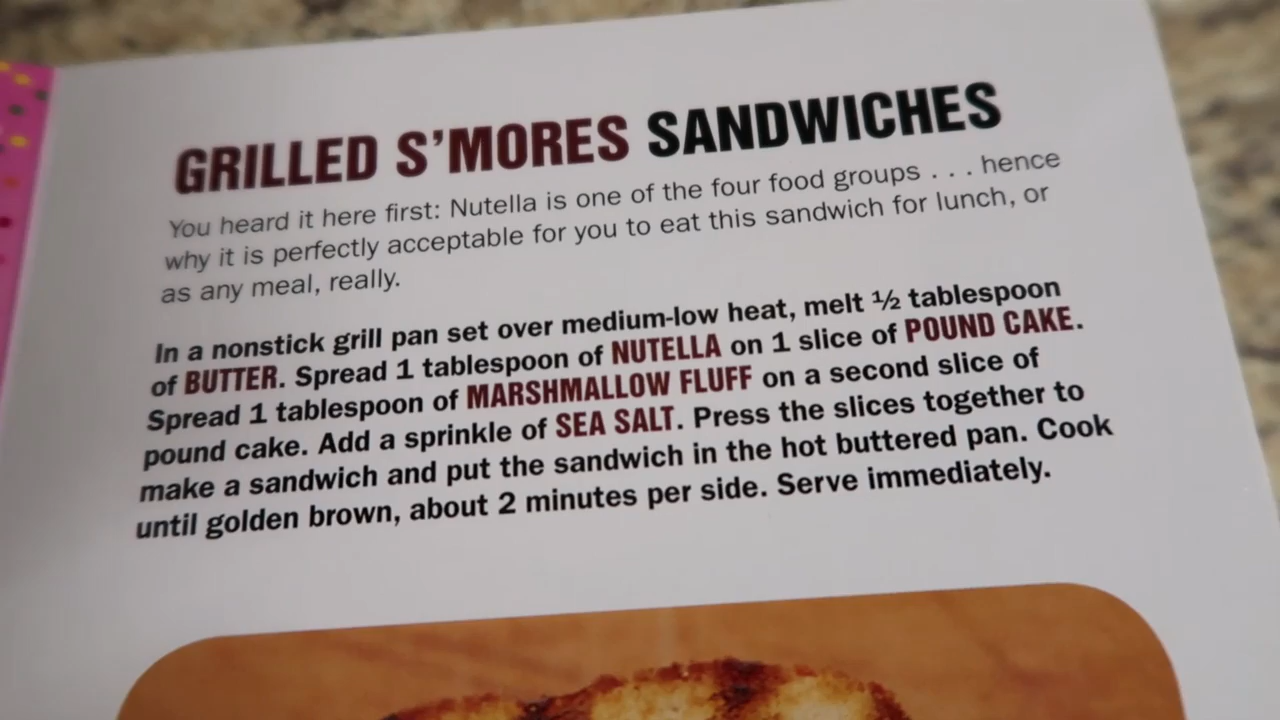 GRILLED S'MORES SANDWICHES
You heard it here first: Nutella is one of the four food groups . . . hence
why it is perfectly acceptable for you to eat this sandwich for lunch, or
as any meal, really.
In a nonstick grill pan set over medium-low heat, melt ½ tablespoon
of BUTTER. Spread 1 tablespoon of NUTELLA on 1 slice of POUND CAKE.
Spread 1 tablespoon of MARSHMALLOW FLUFF on a second slice of
pound cake. Add a sprinkle of SEA SALT. Press the slices together to
make a sandwich and put the sandwich in the hot buttered pan. Cook
until golden brown, about 2 minutes per side. Serve immediately.